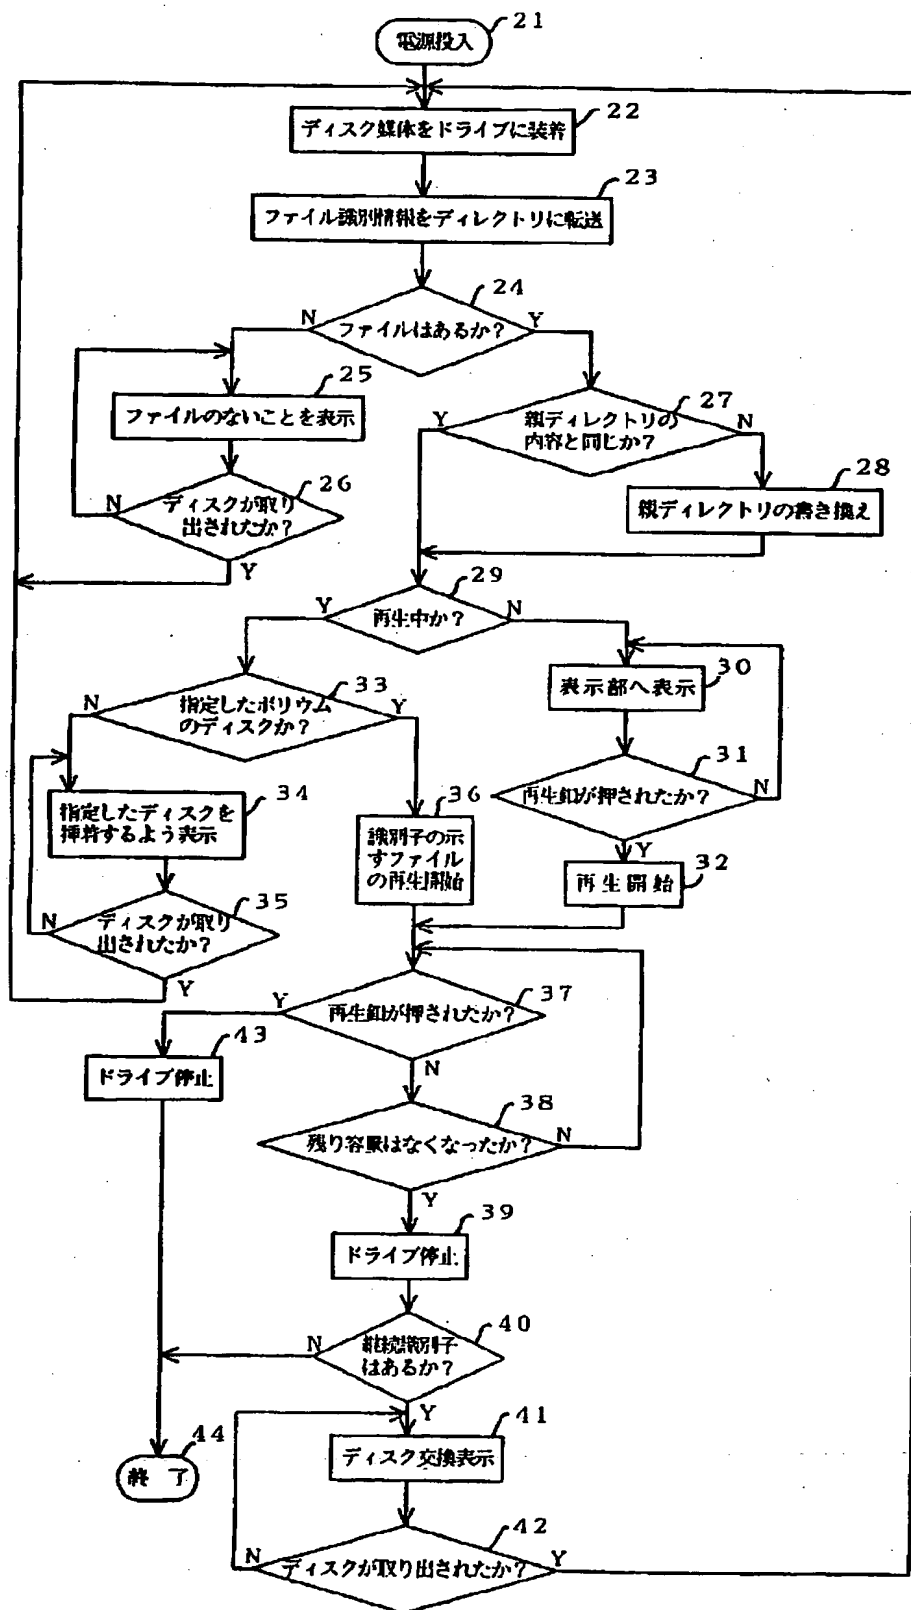 21
電源投入
22
ディスク媒体をドライブに装着
23
ファイル識別情報をディレクトリに転送
24
N
ファイルはあるか?
Y
25
ファイルのないことを表示
27
Y
親ディレクトリの
内容と同じか?
N
26
N
ディスクが取り
出されたか?
Y
28
親ディレクトリの書き換え
29
Y
再生中か?
N
30
表示部へ表示
33
N
指定したボリウム
のディスクか?
Y
31
再生釦が押されたか?
N
Y
34
指定したディスクを
挿着するよう表示
36
識別子の示
すファイル
の再生開始
32
再生開始
35
N
ディスクが取り
出されたか?
Y
37
Y
再生釦が押されたか?
N
43
ドライブ停止
38
残り容量はなくなったか?
N
Y
39
ドライブ停止
40
N
継続識別子
はあるか?
Y
41
ディスク交換表示
44
終 了
42
N
ディスクが取り出されたか?
Y